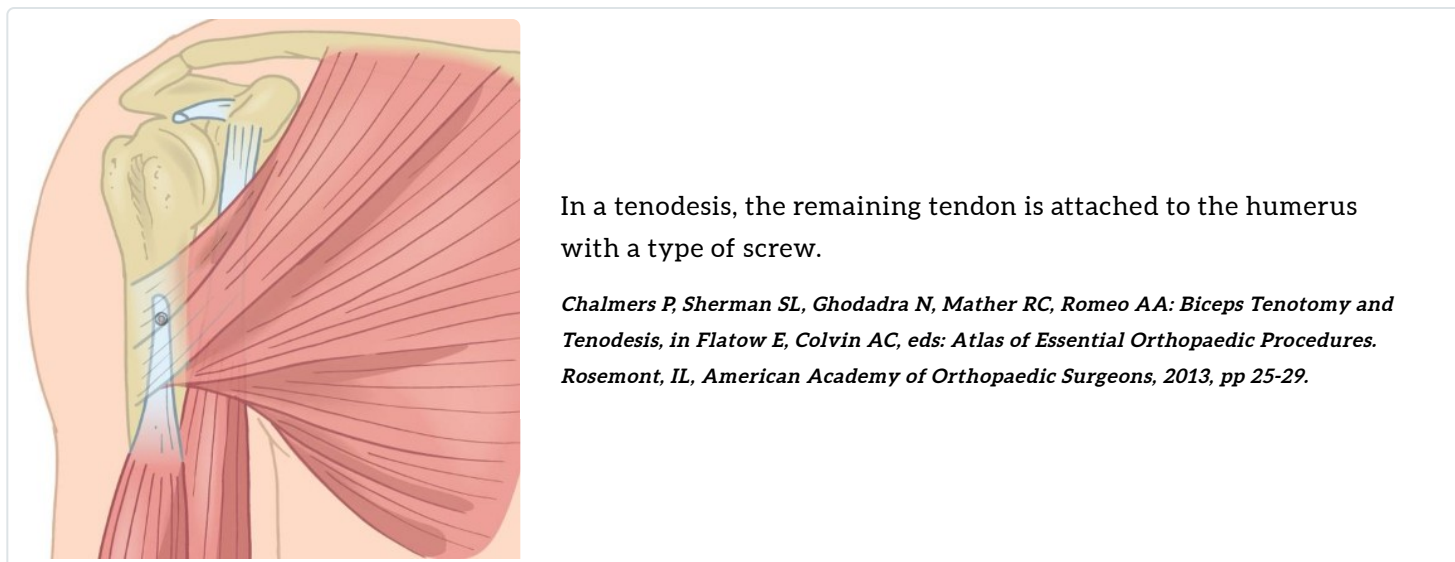 In a tenodesis, the remaining tendon is attached to the humerus
with a type of screw.
Chalmers P, Sherman SL, Ghodadra N, Mather RC, Romeo AA: Biceps Tenotomy and
Tenodesis, in Flatow E, Colvin AC, eds: Atlas of Essential Orthopaedic Procedures.
Rosemont, IL, American Academy of Orthopaedic Surgeons, 2013, pp 25-29.